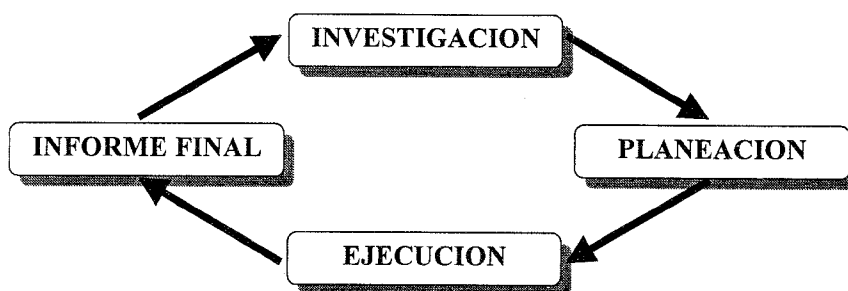 INVESTIGACION
INFORME FINAL
PLANEACION
EJECUCION